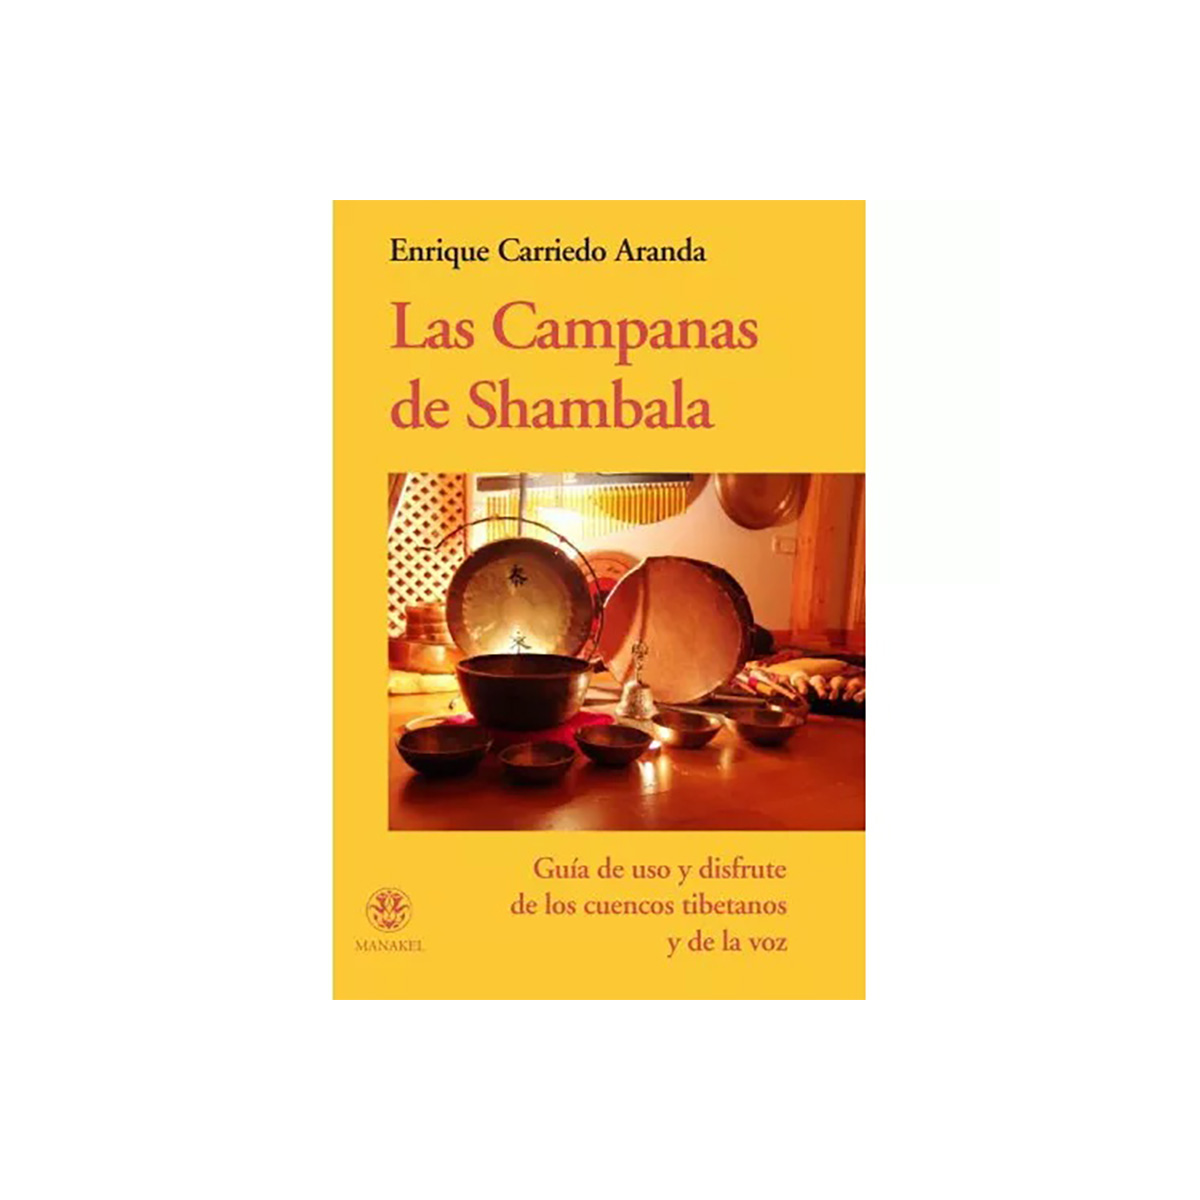 Enrique Carriedo Aranda
Las Campanas
de Shambala
Guía de uso y disfrute
de los cuencos tibetanos
y de la voz
MANAKEL